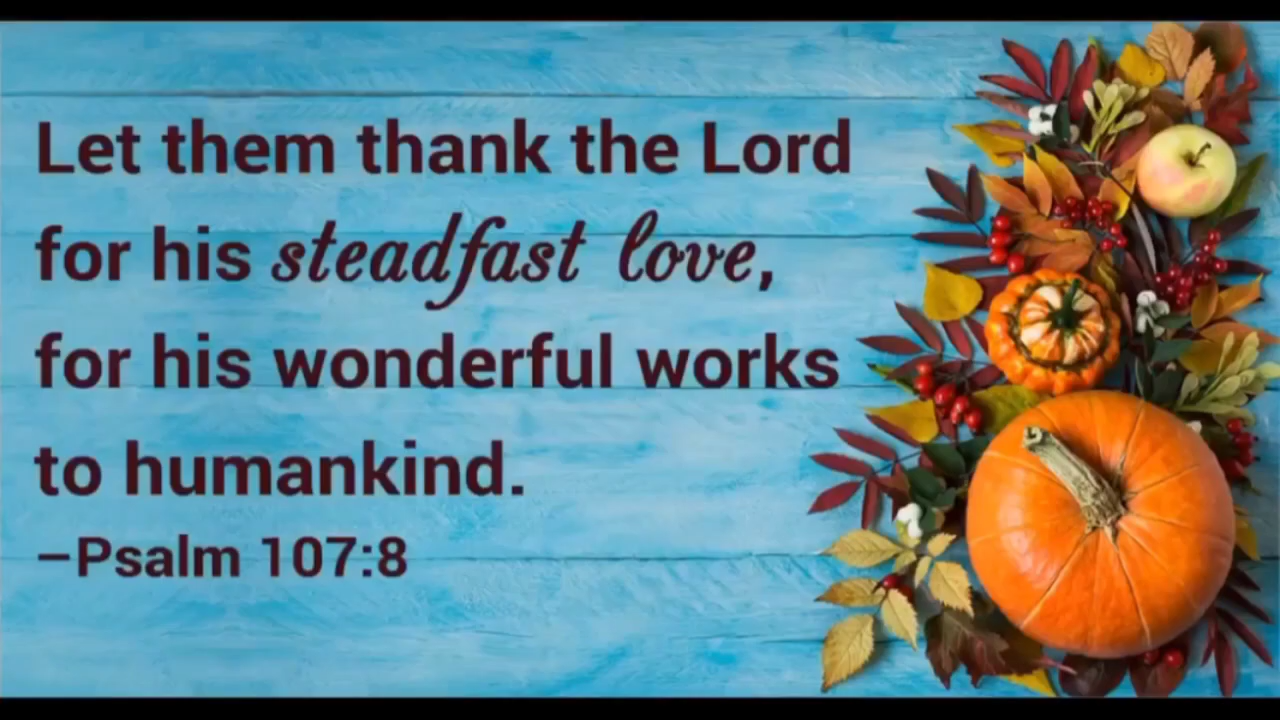 Let them thank the Lord
for his steadfast love,
for his wonderful works
to humankind.
–Psalm 107:8